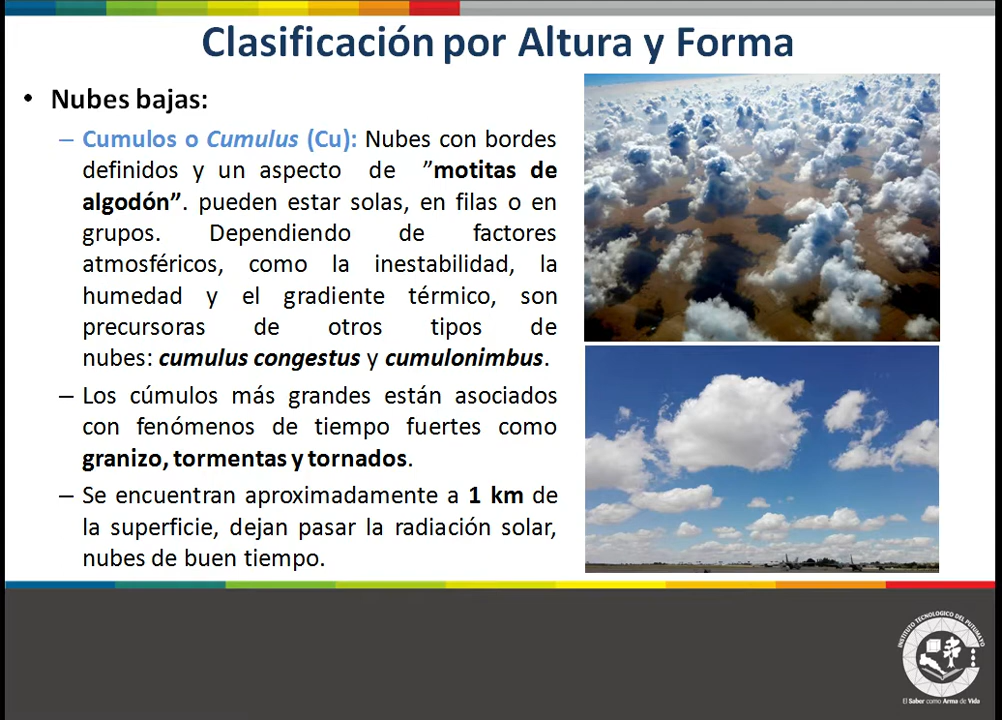 Clasificación por Altura y Forma
• Nubes bajas:
– Cumulos o Cumulus (Cu): Nubes con bordes
definidos y un aspecto de ”motitas de
algodón”. pueden estar solas, en filas o en
grupos. Dependiendo de factores
atmosféricos, como la inestabilidad, la
humedad y el gradiente térmico, son
precursoras de otros tipos de
nubes: cumulus congestus y cumulonimbus.
– Los cúmulos más grandes están asociados
con fenómenos de tiempo fuertes como
granizo, tormentas y tornados.
– Se encuentran aproximadamente a 1 km de
la superficie, dejan pasar la radiación solar,
nubes de buen tiempo.
INSTITUTO TECNOLOGICO DEL PUTUMAYO
El Saber como Arma de Vida